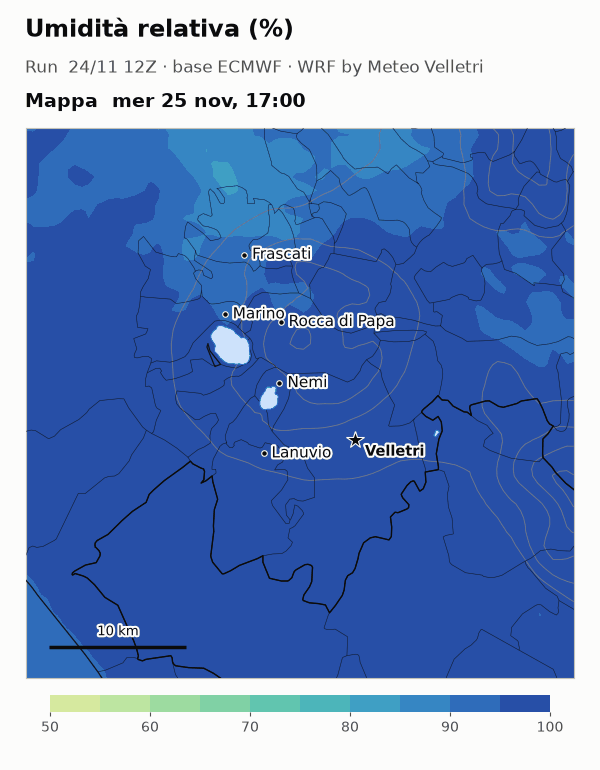 Umidità relativa (%)
Run  24/11 12Z · base ECMWF · WRF by Meteo Velletri
Mappa  mer 25 nov, 17:00
Frascati
Marino
Rocca di Papa
Nemi
Velletri
Lanuvio
10 km
50 60 70 80 90 100